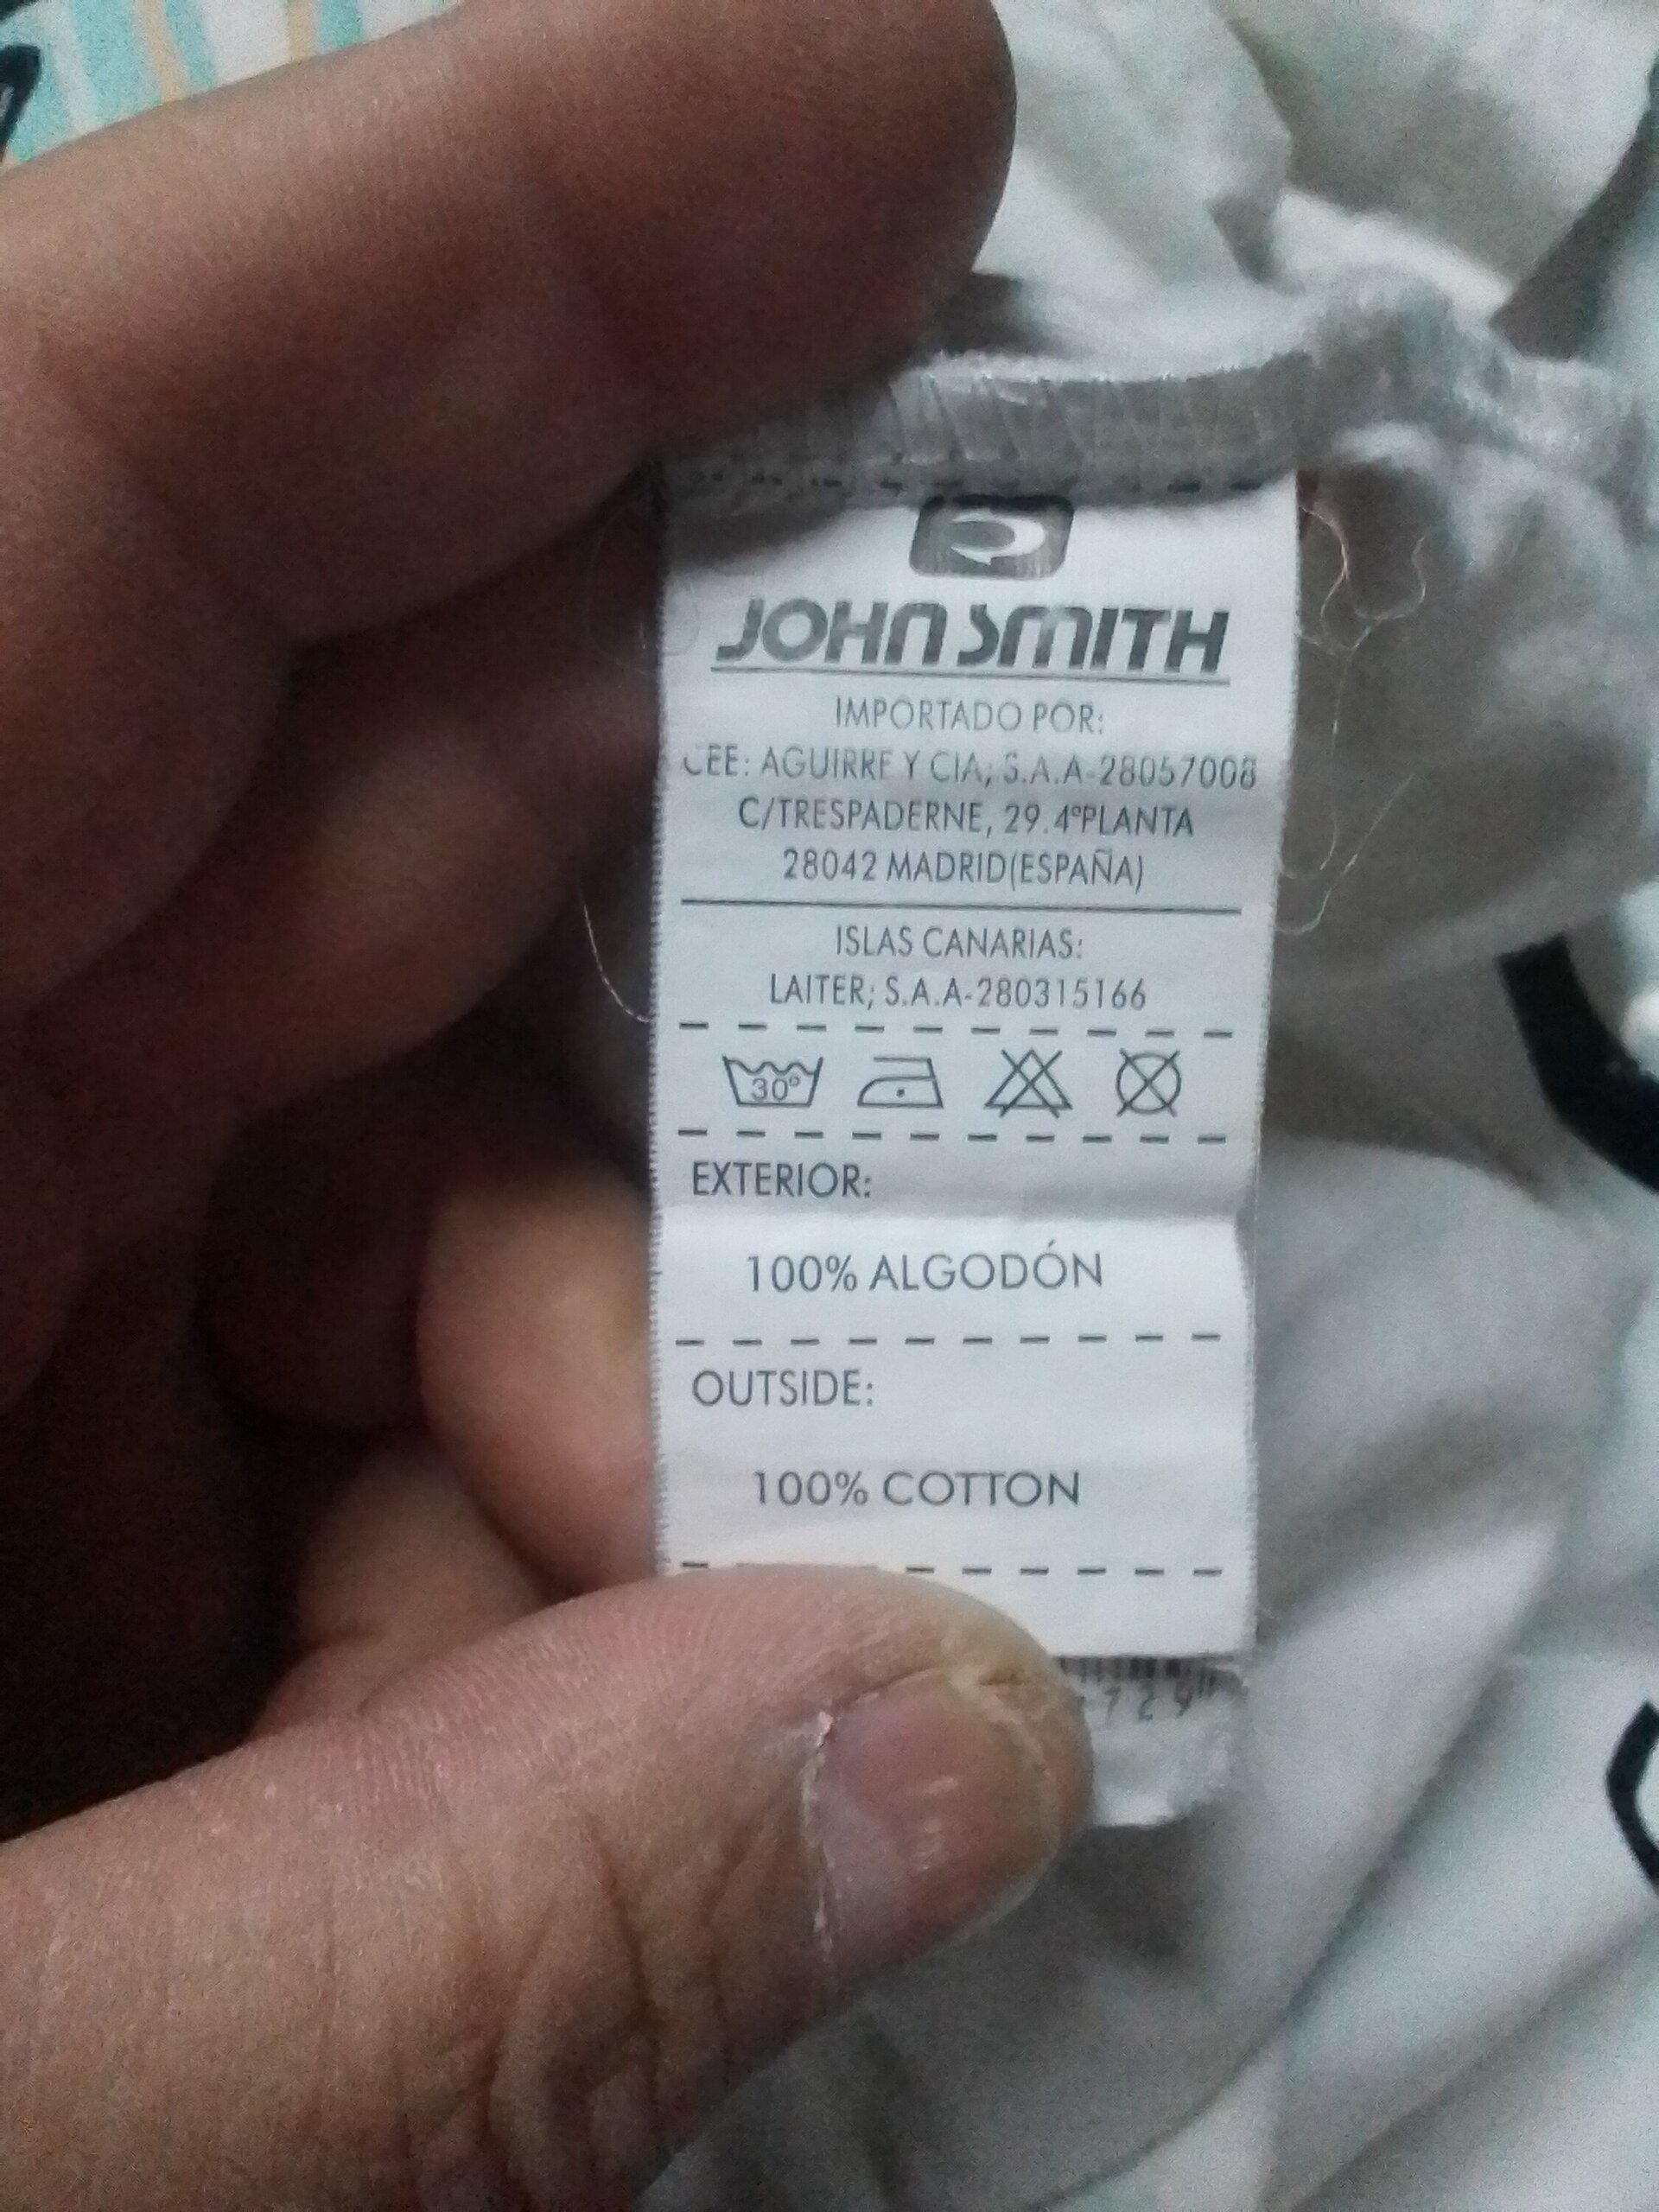 JOHN SMITH
IMPORTADO POR:
CEE: AGUIRRE Y CIA; S.A.A-28057008
C/TRESPADERNE, 29.4ºPLANTA
28042 MADRID(ESPAÑA)
ISLAS CANARIAS:
LAITER; S.A.A-280315166
30º
EXTERIOR:
100% ALGODÓN
OUTSIDE:
100% COTTON